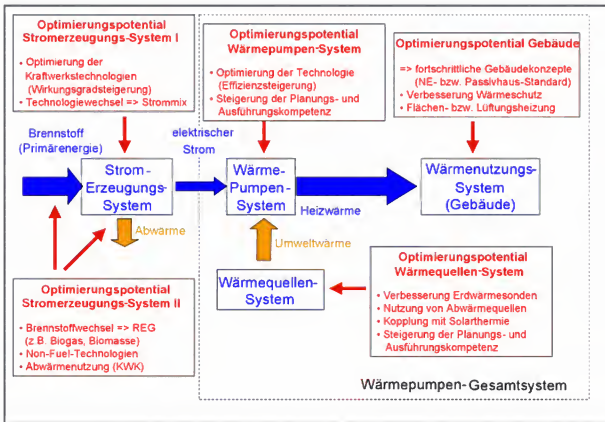 Optimierungspotential
Stromerzeugungs-System I
• Optimierung der
Kraftwerkstechnologien
(Wirkungsgradsteigerung)
• Technologiewechsel => Strommix
Optimierungspotential
Wärmepumpen-System
• Optimierung der Technologie
(Effizienzsteigerung)
• Steigerung der Planungs- und
Ausführungskompetenz
Optimierungspotential Gebäude
=> fortschrittliche Gebäudekonzepte
(NE- bzw. Passivhaus-Standard)
• Verbesserung Wärmeschutz
• Flächen- bzw. Lüftungsheizung
Brennstoff
(Primärenergie)
elektrischer
Strom
Strom-
Erzeugungs-
System
Wärme-
Pumpen-
System
Heizwärme
Wärmenutzungs-
System
(Gebäude)
Abwärme
Umweltwärme
Wärmequellen-
System
Optimierungspotential
Stromerzeugungs-System II
• Brennstoffwechsel => REG
(z.B. Biogas, Biomasse)
• Non-Fuel-Technologien
• Abwärmenutzung (KWK)
Optimierungspotential
Wärmequellen-System
• Verbesserung Erdwärmesonden
• Nutzung von Abwärmequellen
• Kopplung mit Solarthermie
• Steigerung der Planungs- und
Ausführungskompetenz
Wärmepumpen-Gesamtsystem